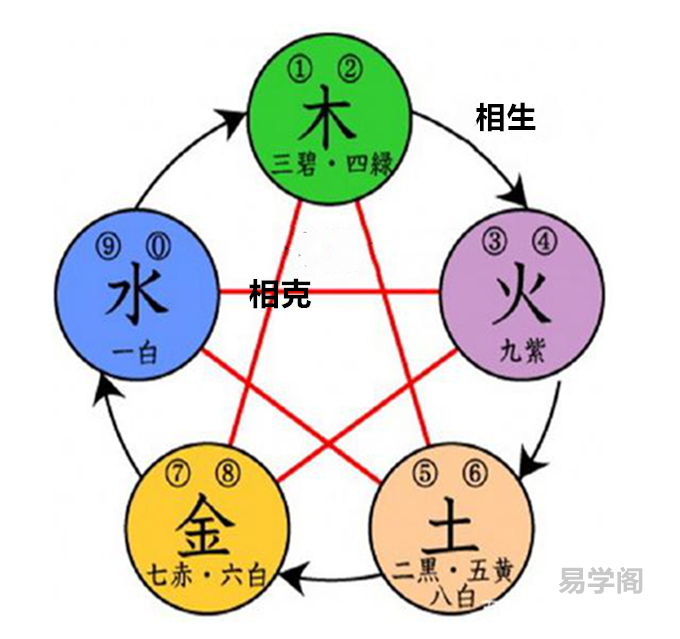 ① ②
木
三碧・四緑
相生
⑨ ⓪
水
一白
相克
③ ④
火
九紫
⑦ ⑧
金
七赤・六白
⑤ ⑥
土
二黒・五黄
八白
易学阁